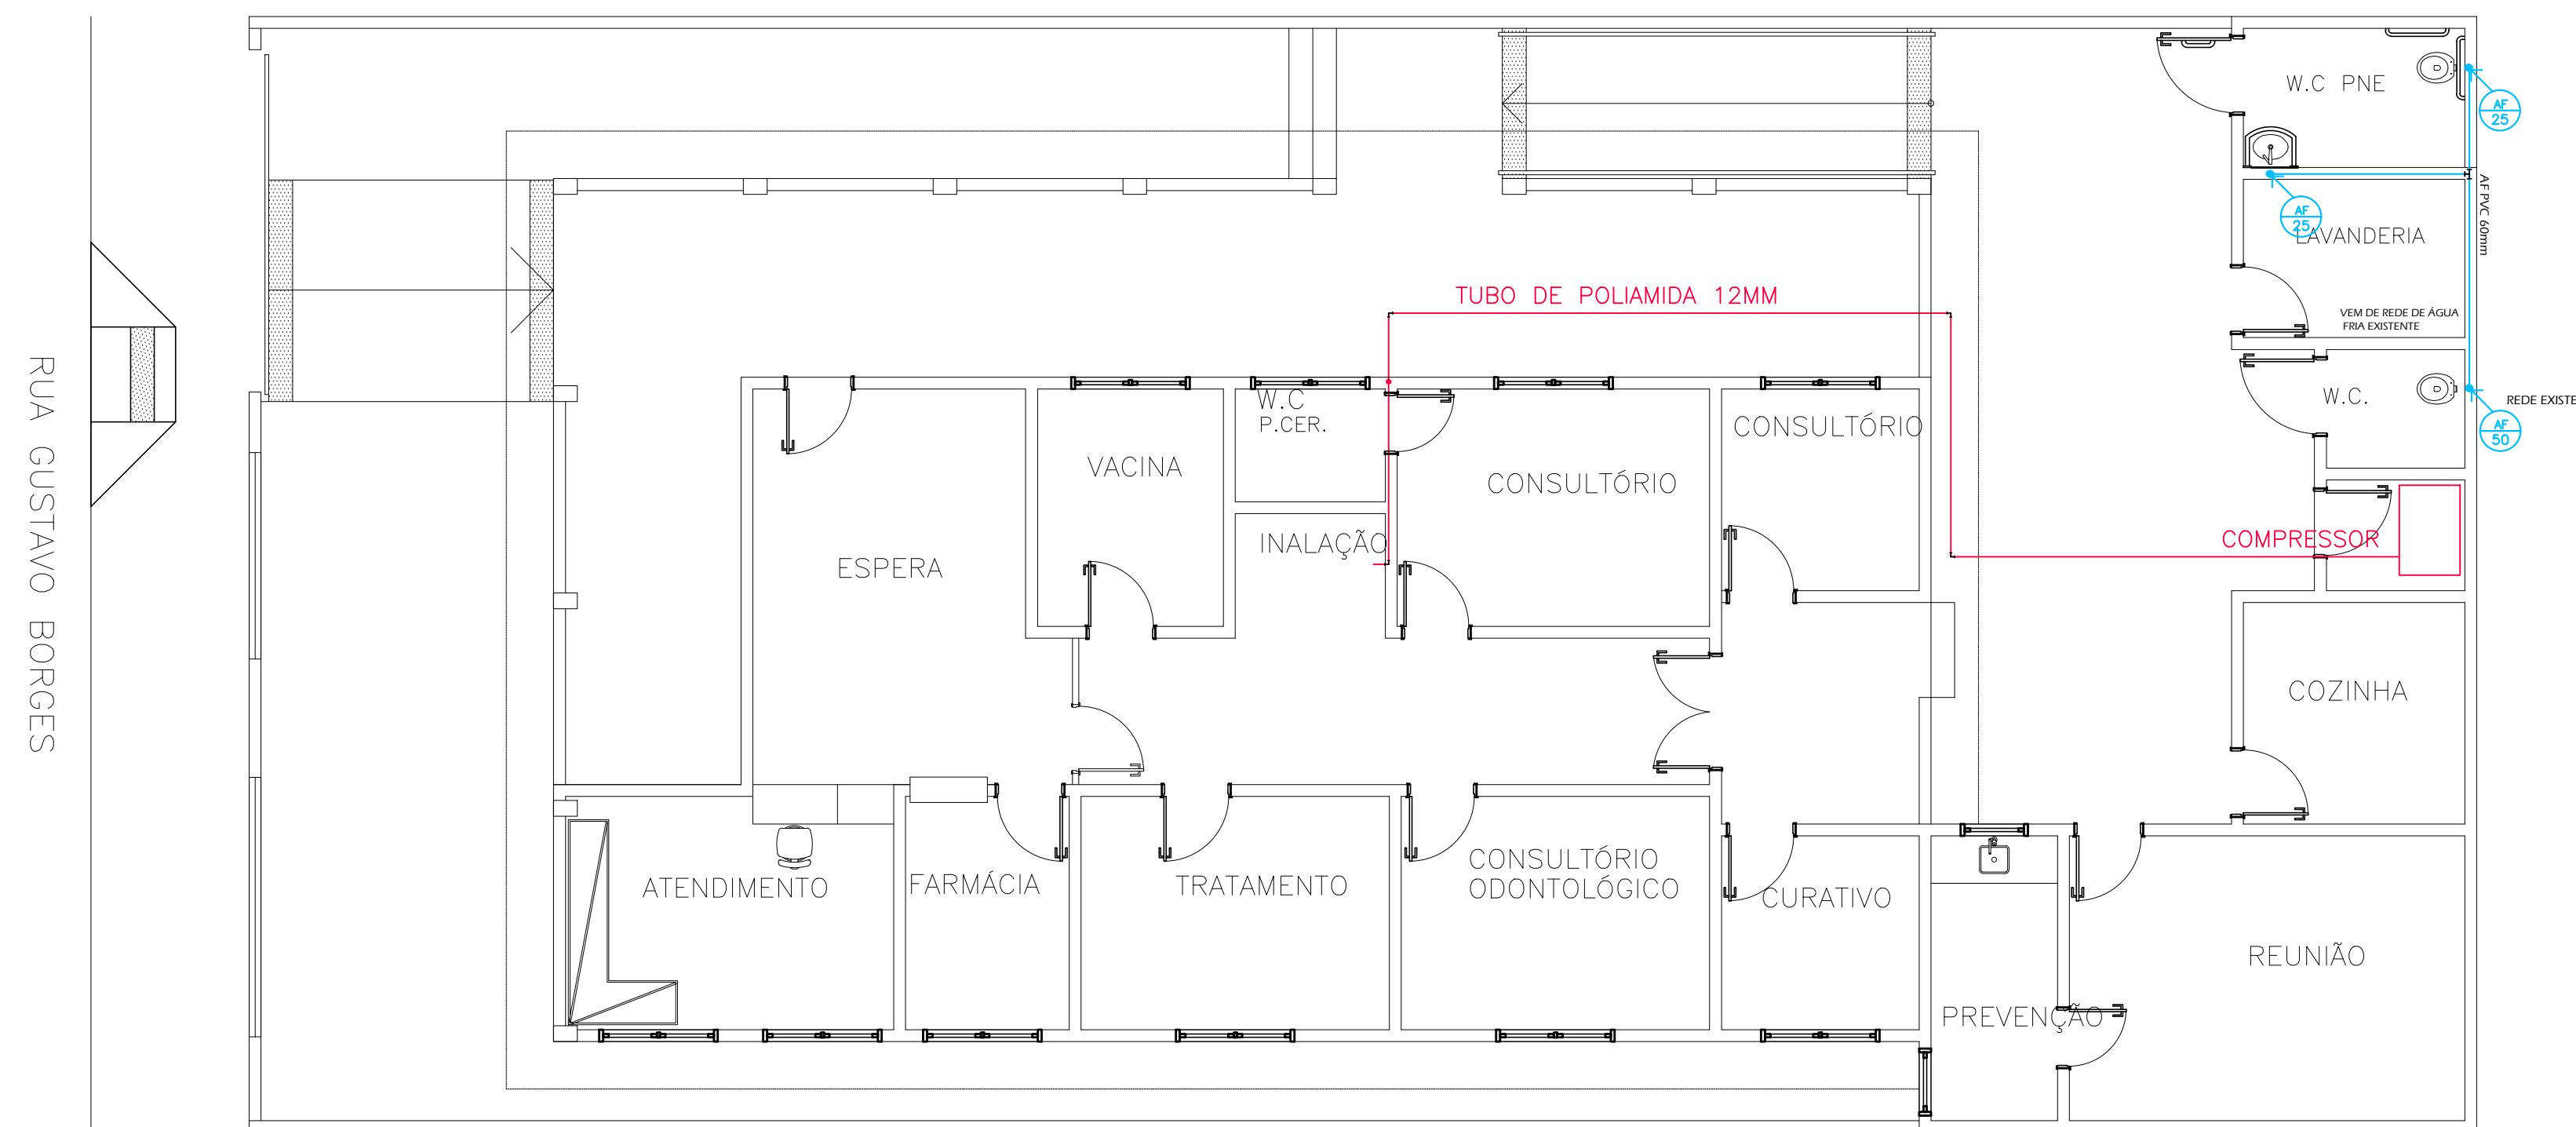 RUA GUSTAVO BORGES
W.C PNE
AF
25
AF
25
LAVANDERIA
AF PVC 60mm
TUBO DE POLIAMIDA 12MM
VEM DE REDE DE ÁGUA
FRIA EXISTENTE
W.C.
REDE EXISTE
AF
50
W.C
P.CER.
CONSULTÓRIO
VACINA
CONSULTÓRIO
INALAÇÃO
COMPRESSOR
ESPERA
COZINHA
ATENDIMENTO
FARMÁCIA
TRATAMENTO
CONSULTÓRIO
ODONTOLÓGICO
CURATIVO
REUNIÃO
PREVENÇÃO